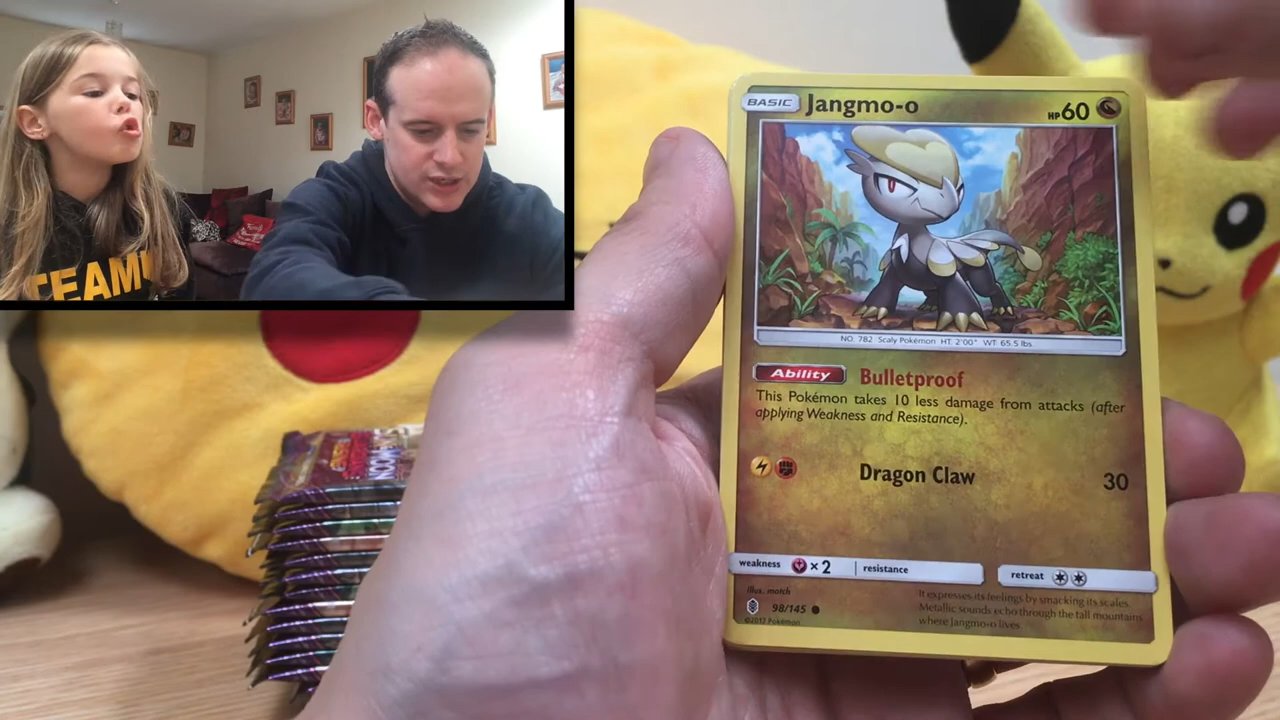 TEAM
BASIC Jangmo-o HP60
NO. 782 Scaly Pokémon HT: 2'00" WT: 65.5 lbs.
Ability Bulletproof
This Pokémon takes 10 less damage from attacks (after
applying Weakness and Resistance).
Dragon Claw 30
weakness ×2 resistance retreat
Illus. match
98/145
©2017 Pokémon
It expresses its feelings by smacking its scales.
Metallic sounds echo through the tall mountains
where Jangmo-o lives.
MOON